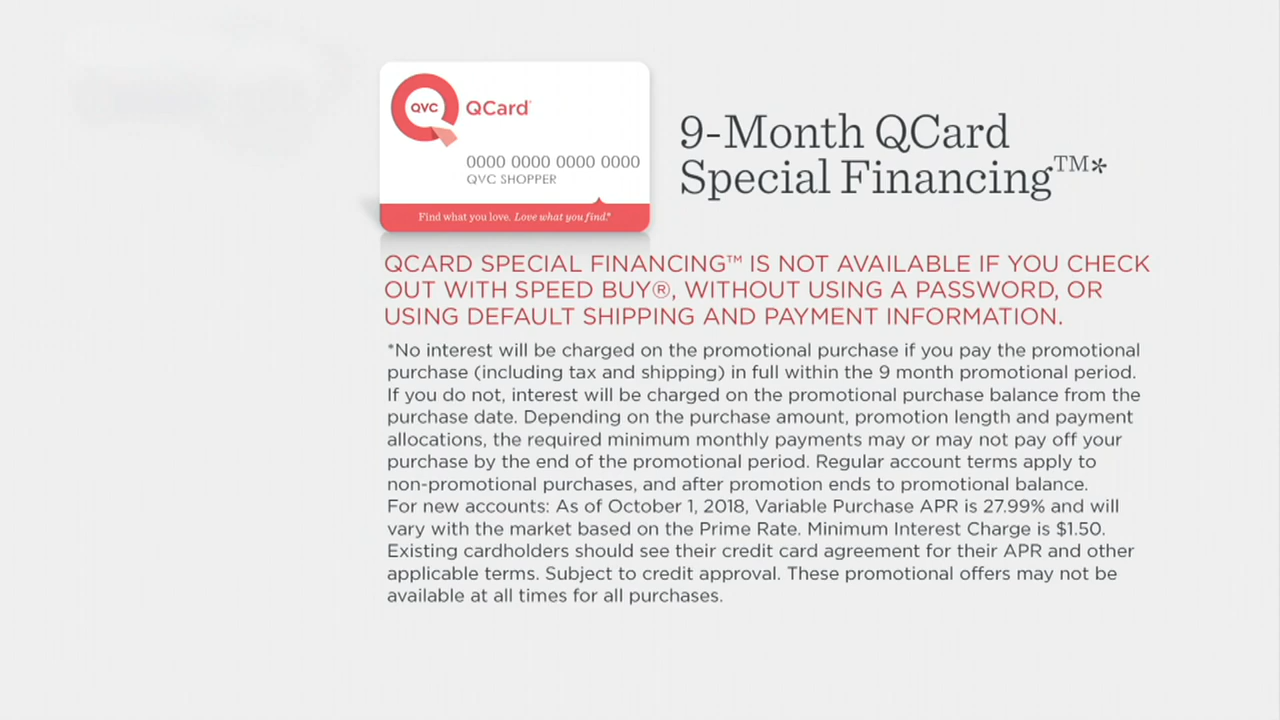 QVC QCard
0000 0000 0000 0000
QVC SHOPPER
Find what you love. Love what you find.®
9-Month QCard
Special Financing™*
QCARD SPECIAL FINANCING™ IS NOT AVAILABLE IF YOU CHECK
OUT WITH SPEED BUY®, WITHOUT USING A PASSWORD, OR
USING DEFAULT SHIPPING AND PAYMENT INFORMATION.
*No interest will be charged on the promotional purchase if you pay the promotional
purchase (including tax and shipping) in full within the 9 month promotional period.
If you do not, interest will be charged on the promotional purchase balance from the
purchase date. Depending on the purchase amount, promotion length and payment
allocations, the required minimum monthly payments may or may not pay off your
purchase by the end of the promotional period. Regular account terms apply to
non-promotional purchases, and after promotion ends to promotional balance.
For new accounts: As of October 1, 2018, Variable Purchase APR is 27.99% and will
vary with the market based on the Prime Rate. Minimum Interest Charge is $1.50.
Existing cardholders should see their credit card agreement for their APR and other
applicable terms. Subject to credit approval. These promotional offers may not be
available at all times for all purchases.